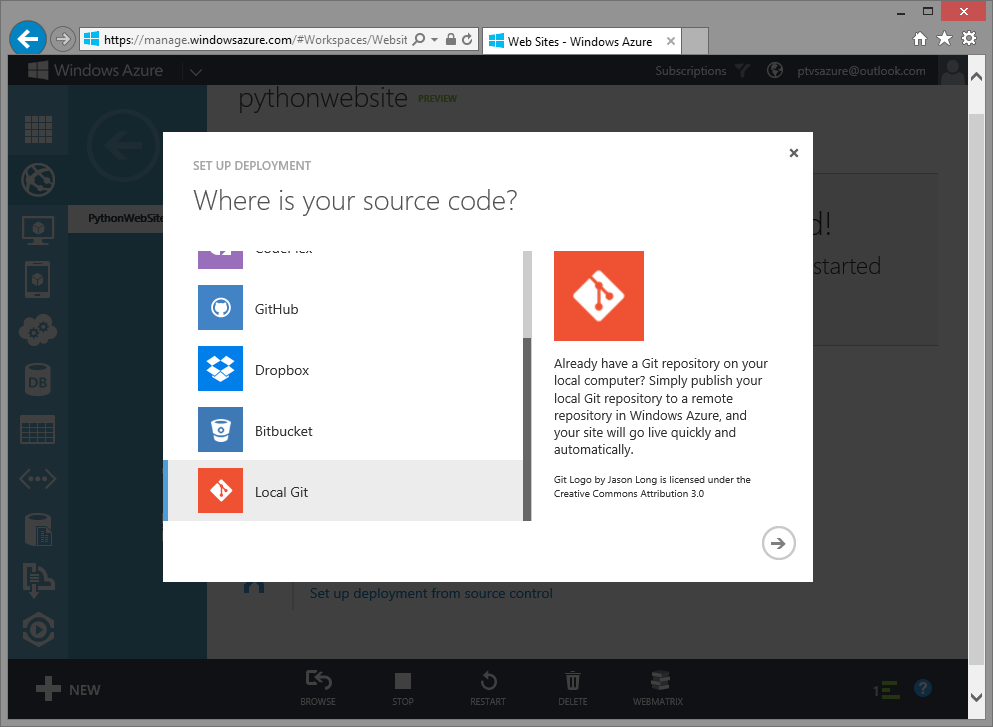 https://manage.windowsazure.com/#Workspaces/Websit
Web Sites - Windows Azure
Windows Azure
Subscriptions
ptvsazure@outlook.com
pythonwebsite PREVIEW
PythonWebSite
d!
started
SET UP DEPLOYMENT
Where is your source code?
CodePlex
GitHub
Dropbox
Bitbucket
Local Git
Already have a Git repository on your
local computer? Simply publish your
local Git repository to a remote
repository in Windows Azure, and
your site will go live quickly and
automatically.
Git Logo by Jason Long is licensed under the
Creative Commons Attribution 3.0
DB
Set up deployment from source control
NEW
BROWSE
STOP
RESTART
DELETE
WEBMATRIX
1
?